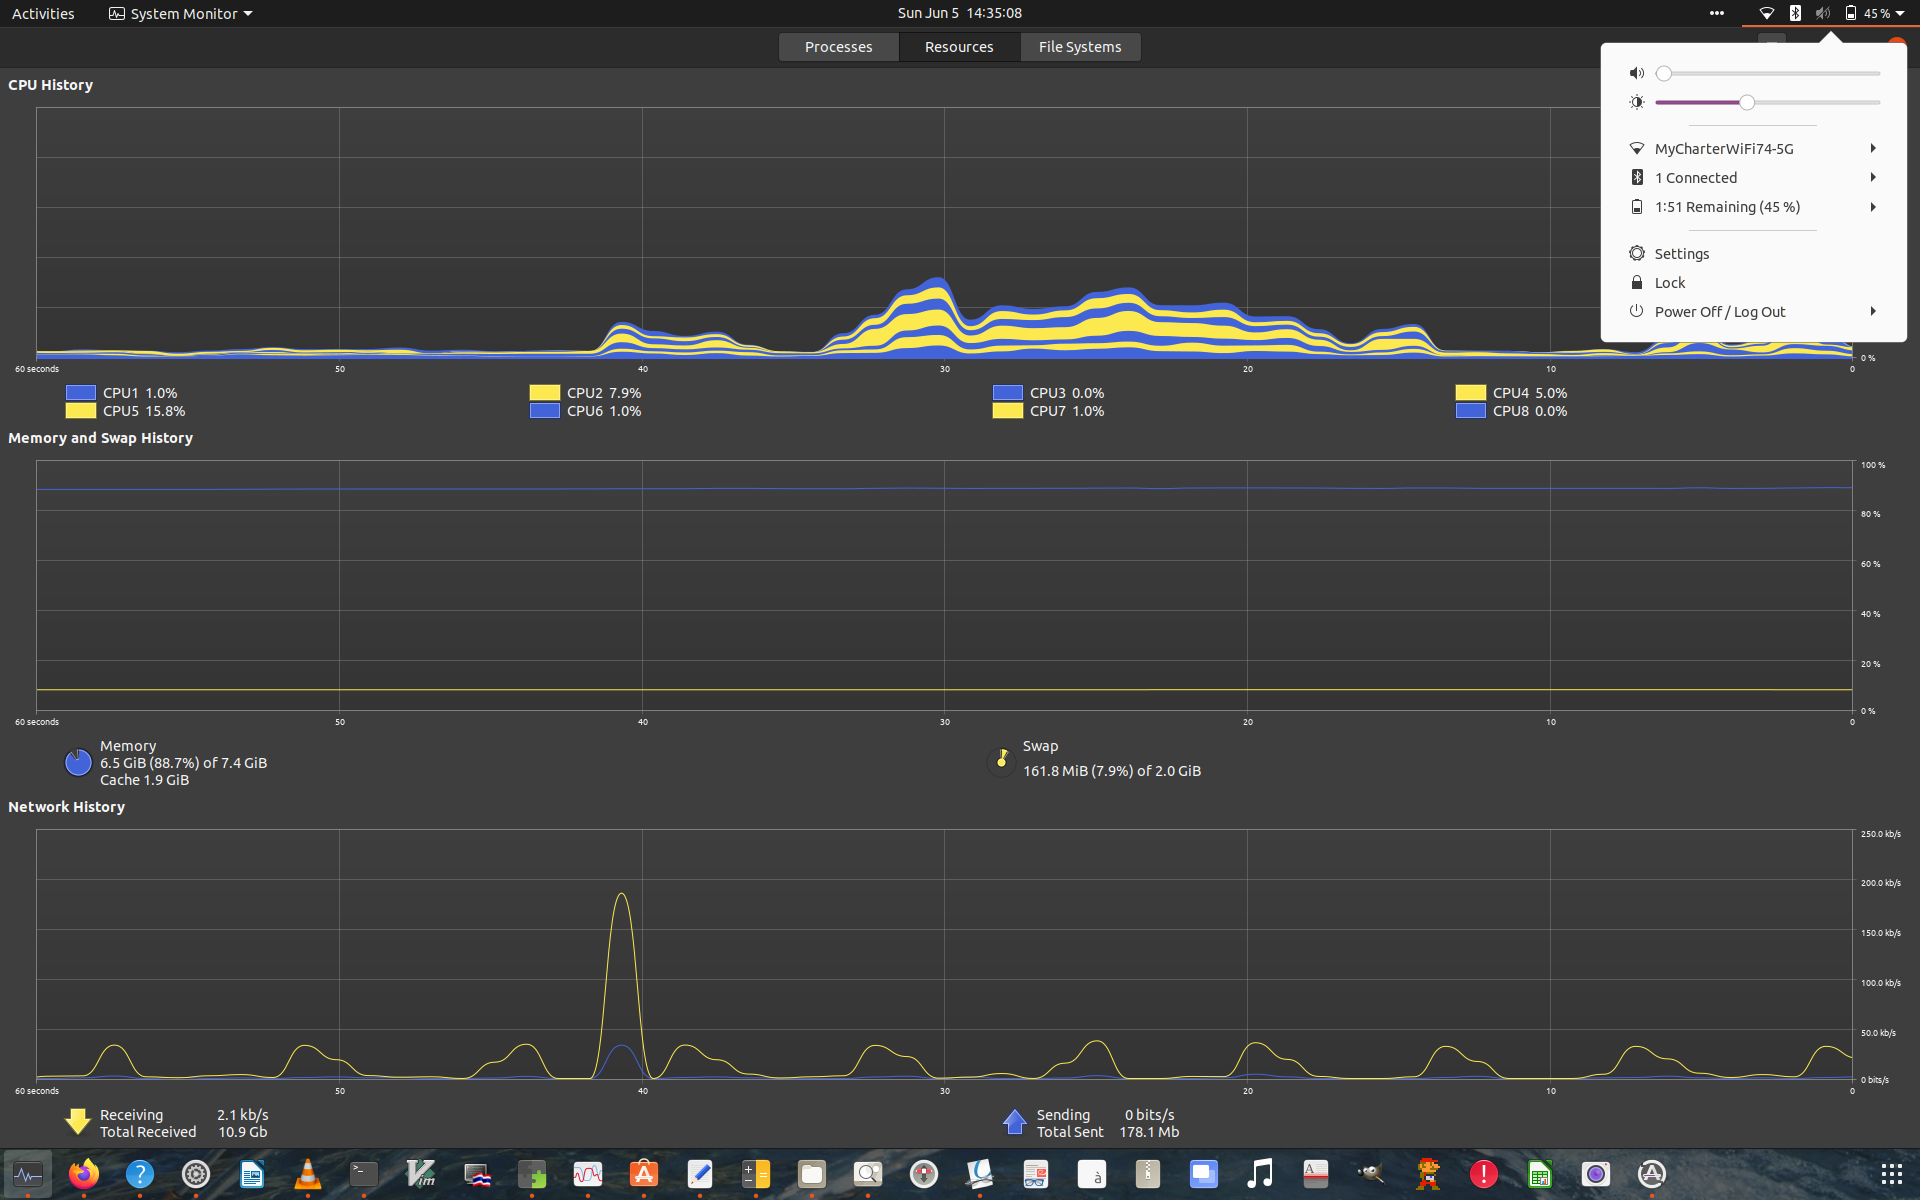 Activities System Monitor Sun Jun 5 14:35:08 45 %
Processes Resources File Systems
CPU History
MyCharterWiFi74-5G
1 Connected
1:51 Remaining (45 %)
Settings
Lock
Power Off / Log Out
0 %
60 seconds 50 40 30 20 10 0
CPU1 1.0% CPU2 7.9% CPU3 0.0% CPU4 5.0%
CPU5 15.8% CPU6 1.0% CPU7 1.0% CPU8 0.0%
Memory and Swap History
100 %
80 %
60 %
40 %
20 %
0 %
60 seconds 50 40 30 20 10 0
Memory
6.5 GiB (88.7%) of 7.4 GiB
Cache 1.9 GiB
Swap
161.8 MiB (7.9%) of 2.0 GiB
Network History
250.0 kb/s
200.0 kb/s
150.0 kb/s
100.0 kb/s
50.0 kb/s
0 bits/s
60 seconds 50 40 30 20 10 0
Receiving 2.1 kb/s Sending 0 bits/s
Total Received 10.9 Gb Total Sent 178.1 Mb